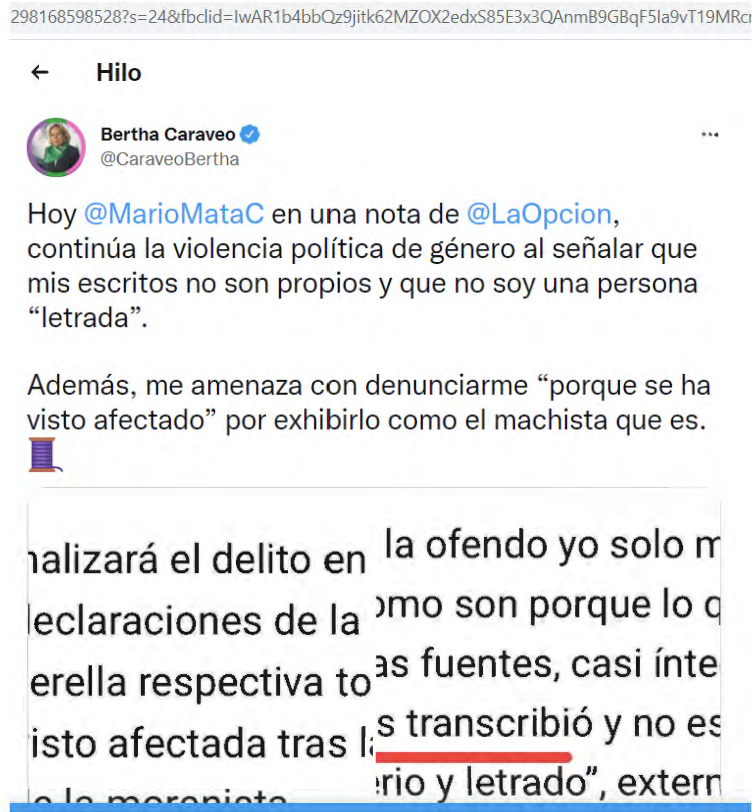 298168598528?s=24&fbclid=IwAR1b4bbQz9jitk62MZOX2edxS85E3x3QAnmB9GBqF5Ia9vT19MRcr
← Hilo
Bertha Caraveo
@CaraveoBertha
Hoy @MarioMataC en una nota de @LaOpcion,
continúa la violencia política de género al señalar que
mis escritos no son propios y que no soy una persona
“letrada”.
Además, me amenaza con denunciarme “porque se ha
visto afectado” por exhibirlo como el machista que es.
nalizará el delito en
leclaraciones de la
erella respectiva to
isto afectada tras
la ofendo yo solo m
omo son porque lo q
as fuentes, casi ínte
s transcribió y no es
rio y letrado”, extern